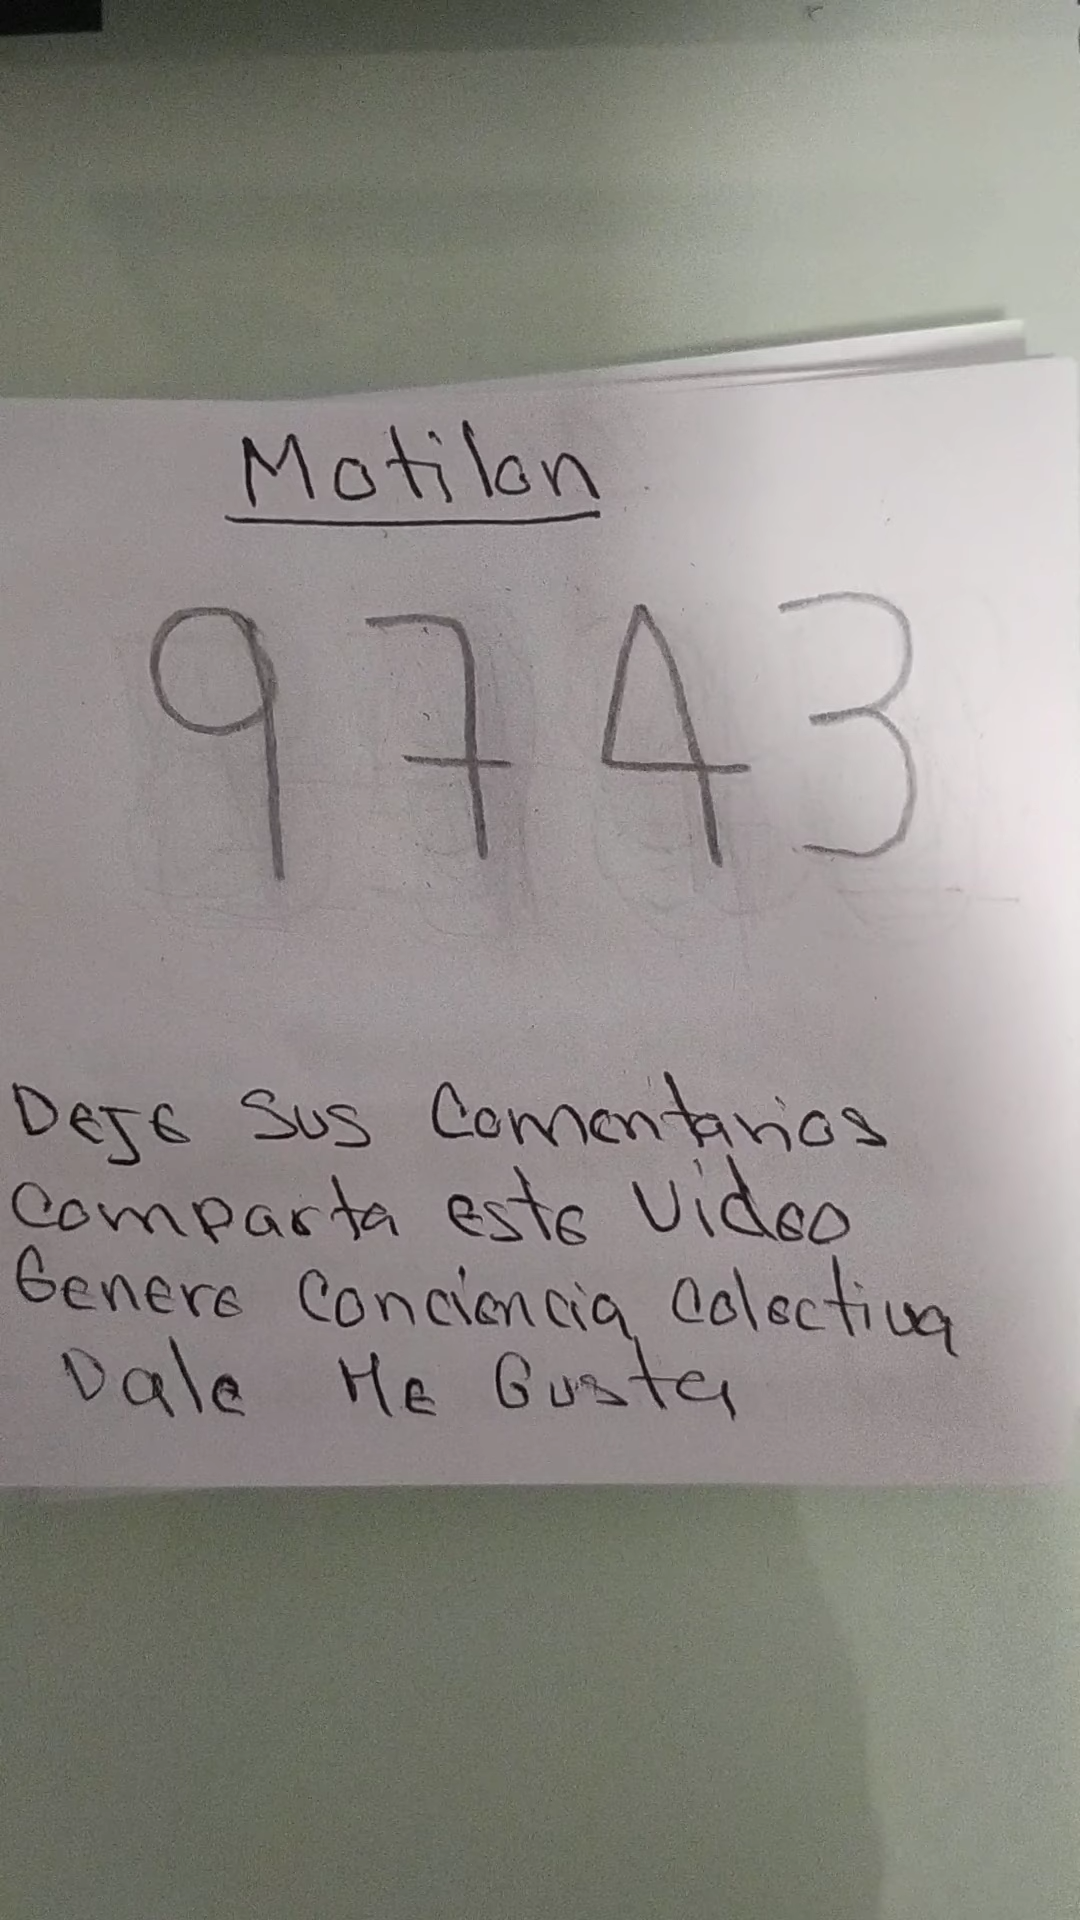 Motilon
9743
Deje Sus Comentarios
Comparta este Video
Genere Conciencia Colectiva
Dale Me Gusta